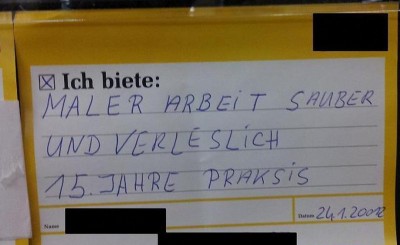 ☒ Ich biete:
MALER ARBEIT SAUBER
UND VERLESLICH
15. JAHRE PRAKSIS
Name
Datum 24.1.2012